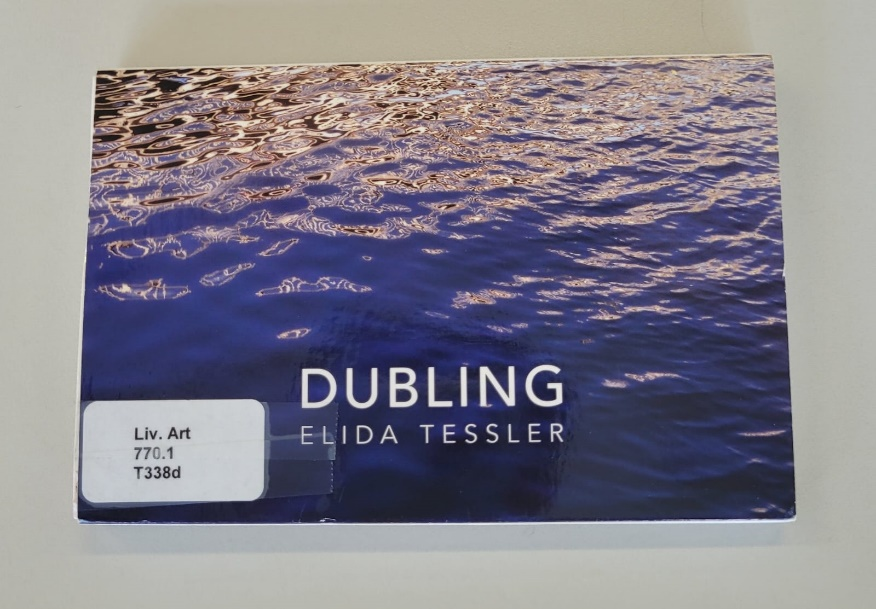 DUBLING
ELIDA TESSLER
Liv. Art
770.1
T338d